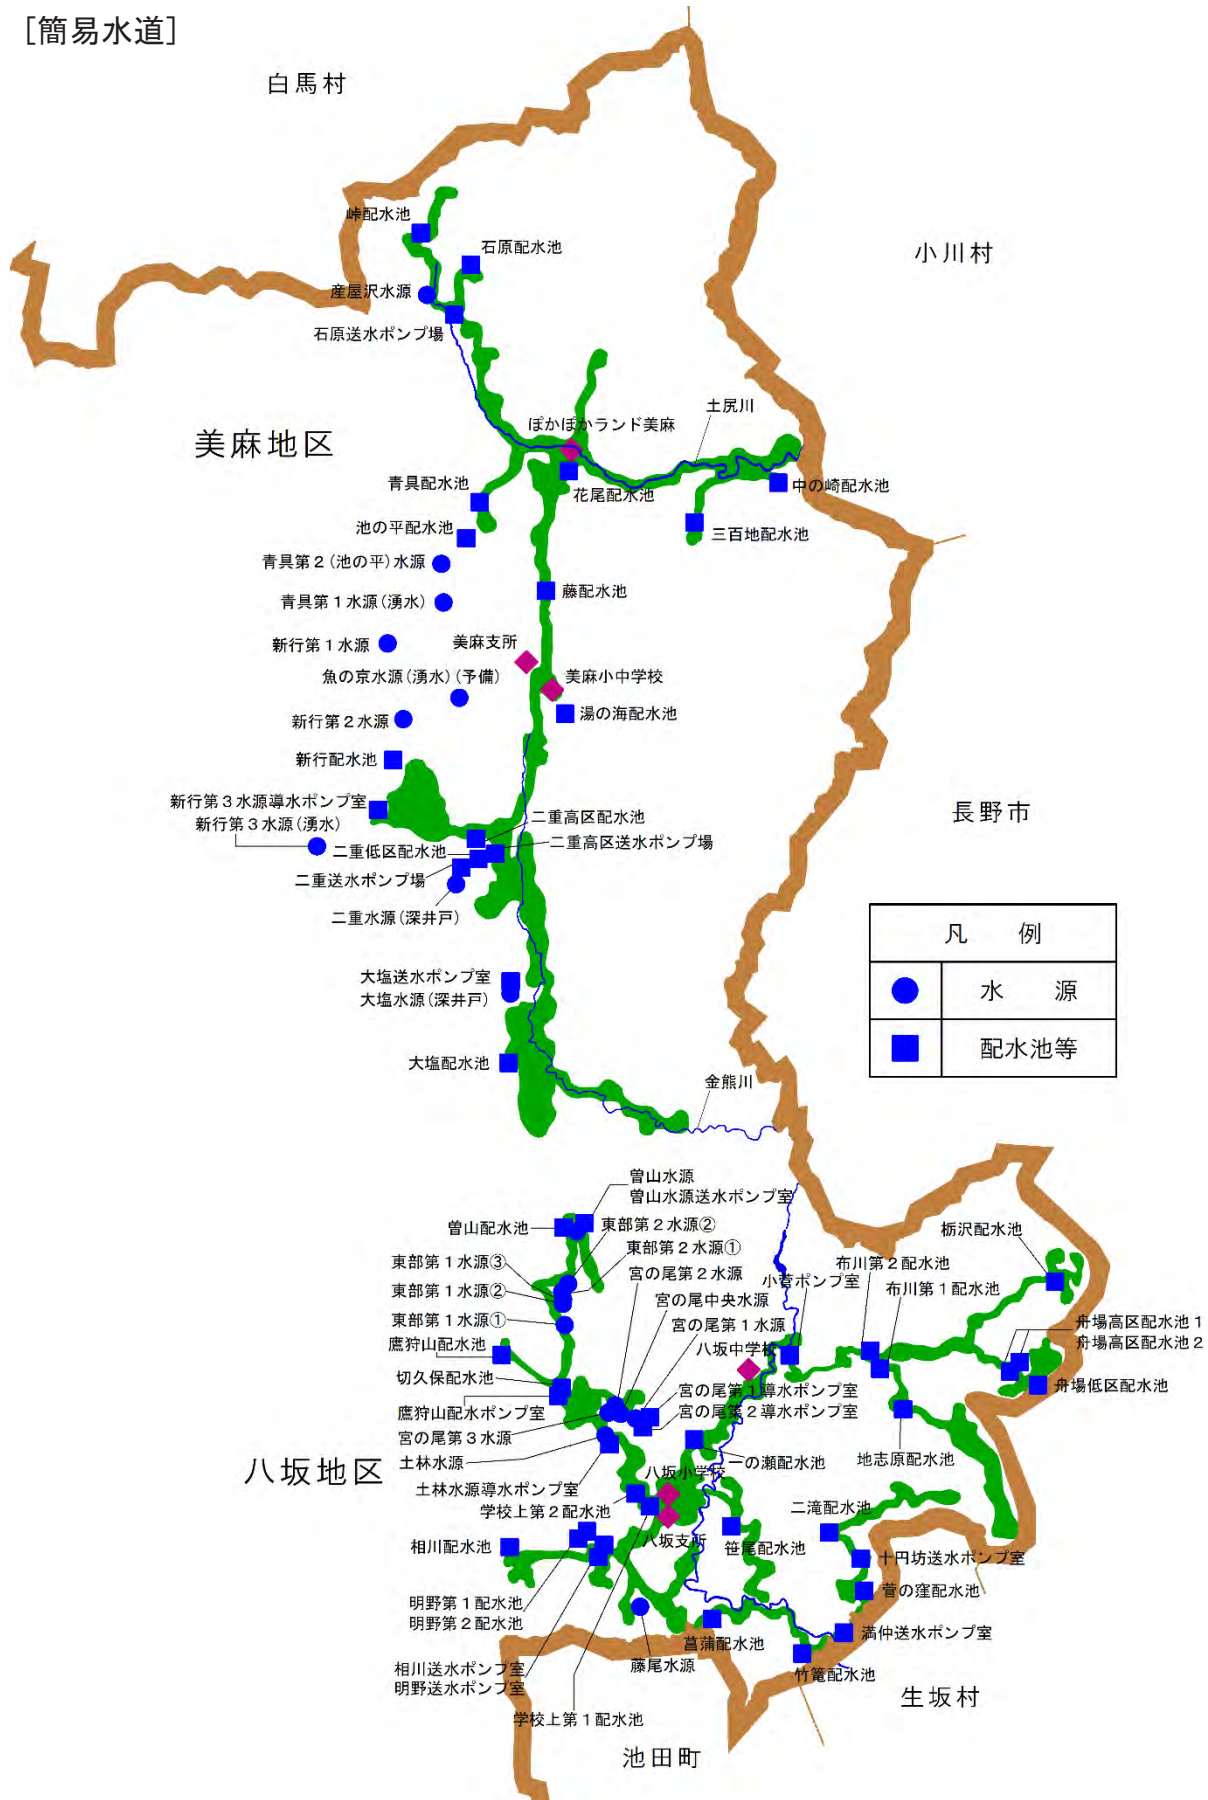 [簡易水道]
白馬村
小川村
峠配水池
石原配水池
産屋沢水源
石原送水ポンプ場
美麻地区
ぽかぽかランド美麻
土尻川
青具配水池
花尾配水池
中の崎配水池
池の平配水池
三百地配水池
青具第２(池の平)水源
藤配水池
青具第１水源(湧水)
新行第１水源
美麻支所
魚の京水源(湧水)(予備)
美麻小中学校
新行第２水源
湯の海配水池
新行配水池
新行第３水源導水ポンプ室
新行第３水源(湧水)
二重高区配水池
二重高区送水ポンプ場
二重低区配水池
二重送水ポンプ場
二重水源(深井戸)
長野市
凡　例
水　源
配水池等
大塩送水ポンプ室
大塩水源(深井戸)
大塩配水池
金熊川
曽山水源
曽山水源送水ポンプ室
曽山配水池
東部第２水源②
東部第２水源①
東部第１水源③
東部第１水源②
東部第１水源①
宮の尾第２水源
宮の尾中央水源
宮の尾第１水源
小菅ポンプ室
布川第２配水池
布川第１配水池
栃沢配水池
舟場高区配水池１
舟場高区配水池２
舟場低区配水池
鷹狩山配水池
八坂中学校
切久保配水池
鷹狩山配水ポンプ室
宮の尾第１導水ポンプ室
宮の尾第２導水ポンプ室
宮の尾第３水源
土林水源
地志原配水池
一の瀬配水池
八坂地区
八坂小学校
土林水源導水ポンプ室
学校上第２配水池
二滝配水池
八坂支所
笹尾配水池
相川配水池
十円坊送水ポンプ室
菅の窪配水池
明野第１配水池
明野第２配水池
満仲送水ポンプ室
菖蒲配水池
相川送水ポンプ室
明野送水ポンプ室
藤尾水源
竹篭配水池
学校上第１配水池
生坂村
池田町